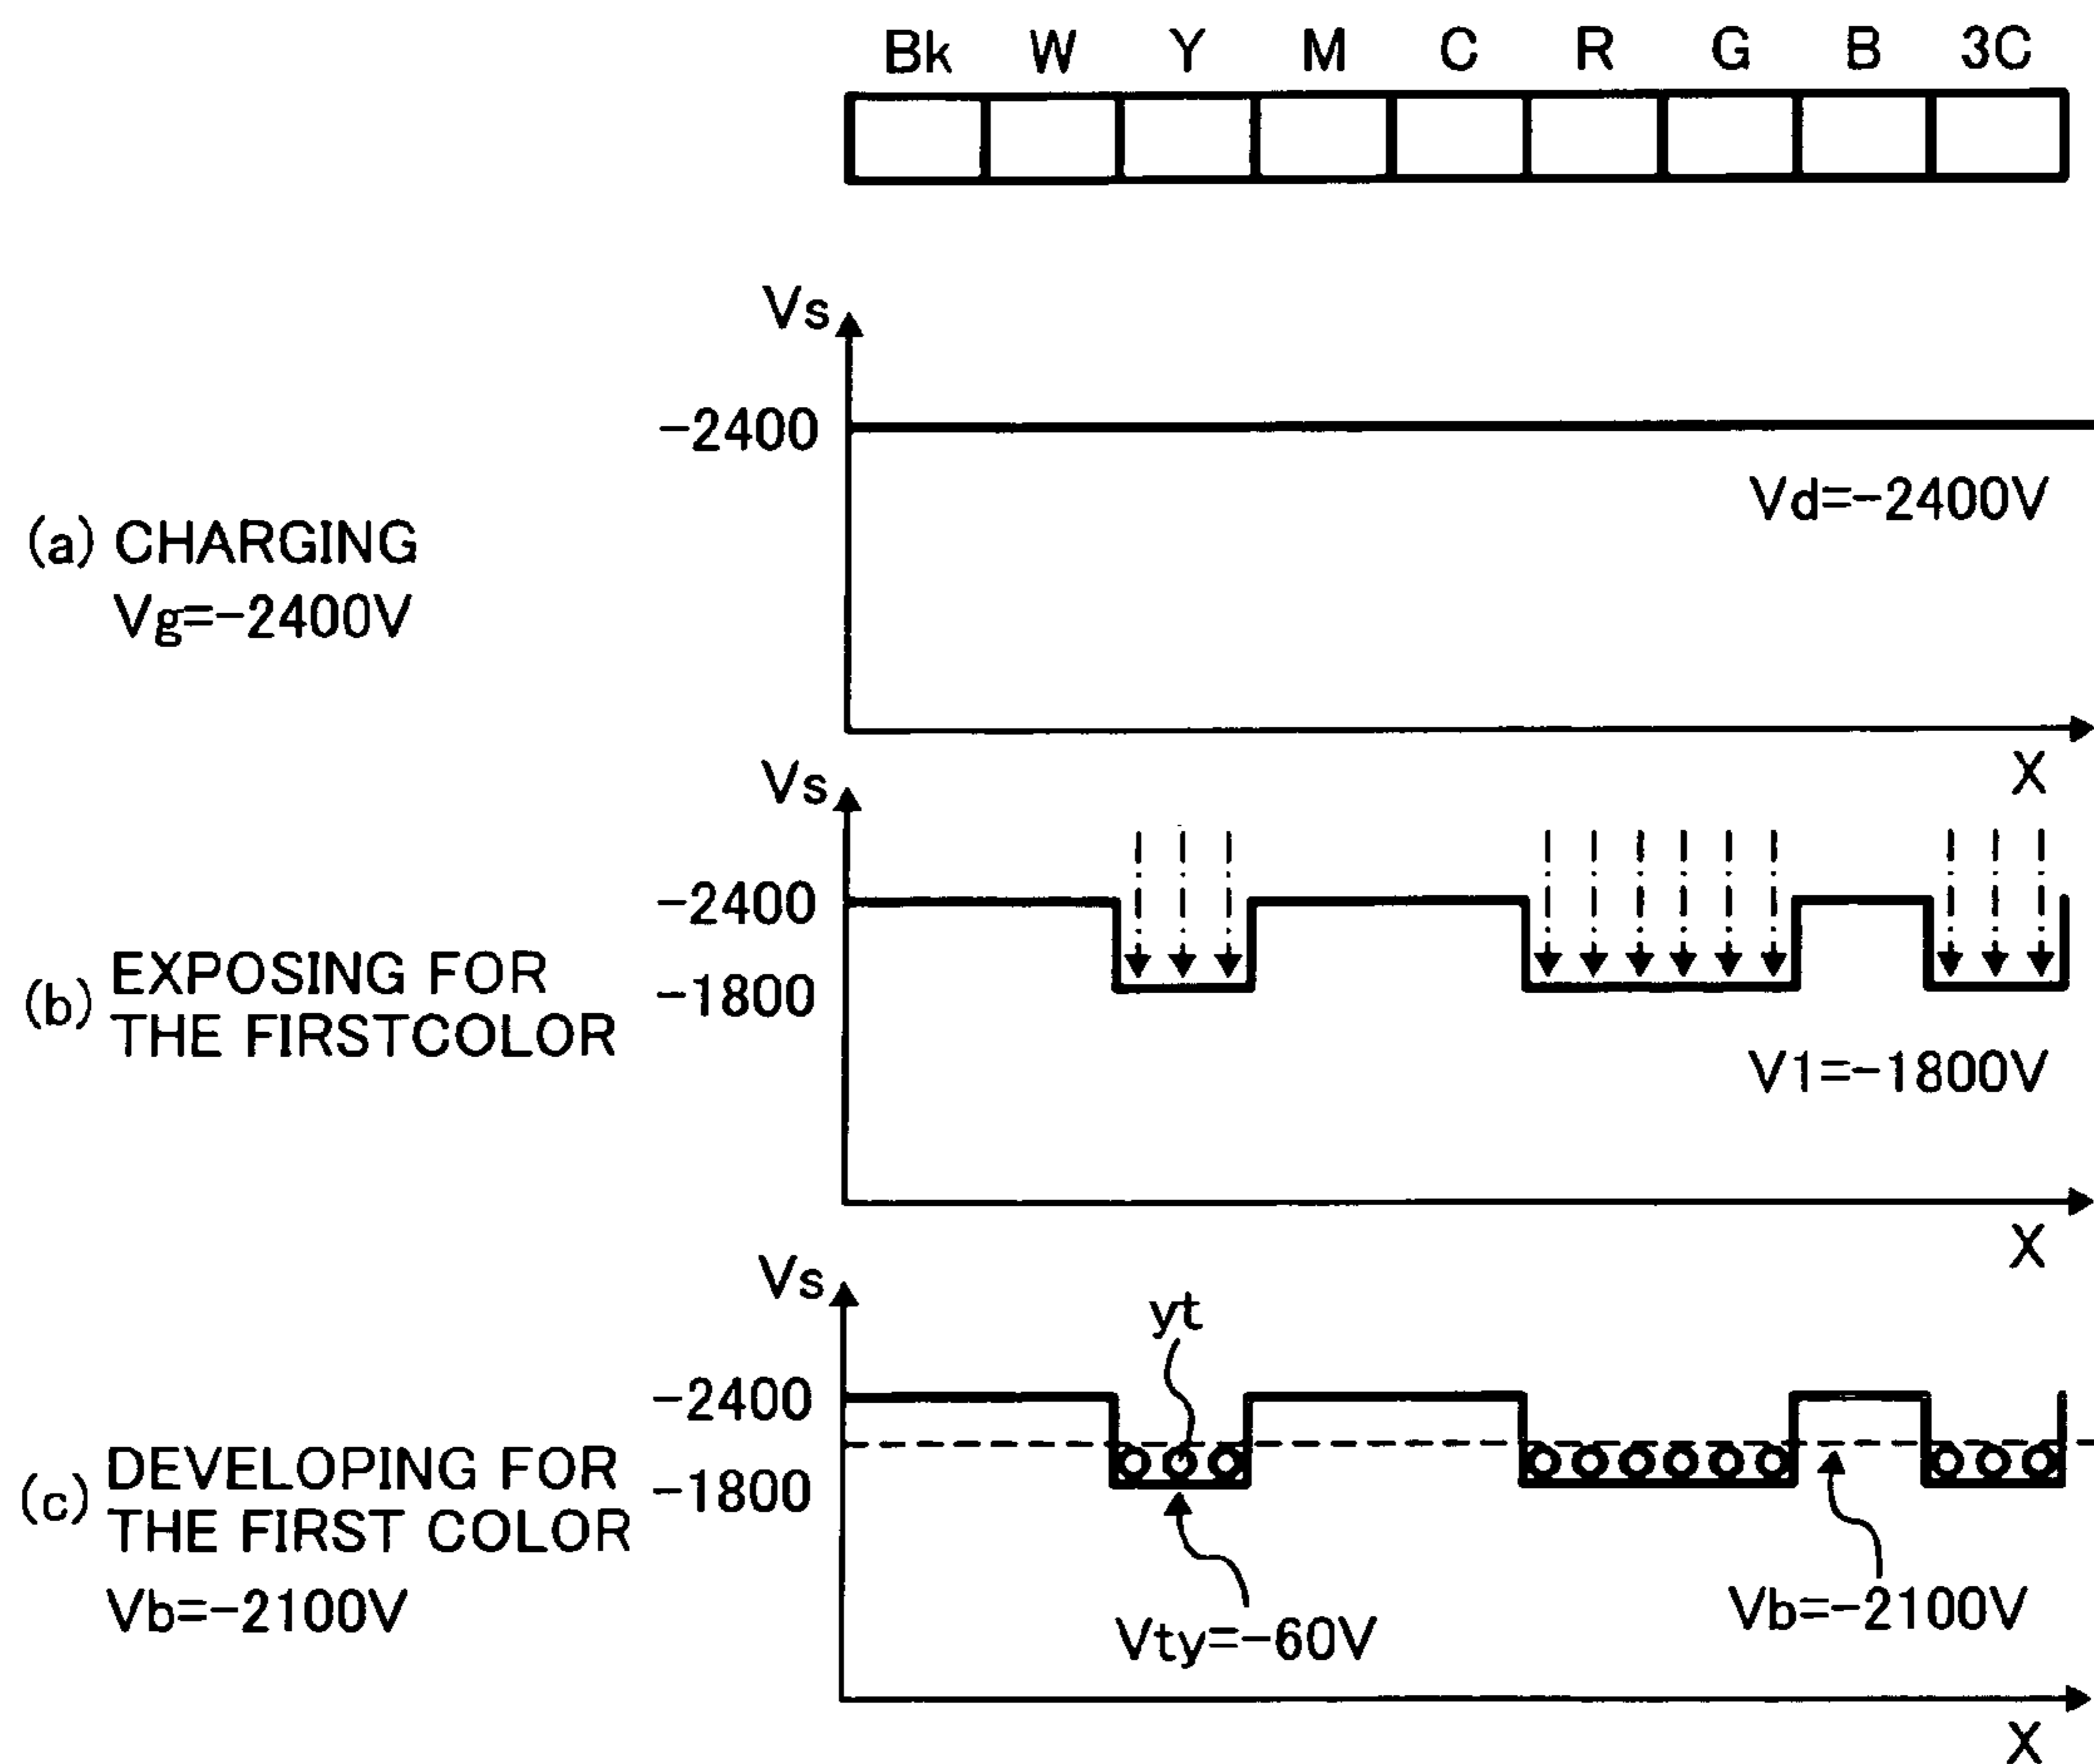 Bk W Y M C R G B 3C
Vs
-2400
Vd=-2400V
(a) CHARGING
Vg=-2400V
X
Vs
-2400
-1800
(b) EXPOSING FOR
THE FIRSTCOLOR
V1=-1800V
X
Vs
yt
-2400
-1800
(c) DEVELOPING FOR
THE FIRST COLOR
Vb=-2100V
Vty=-60V
Vb=-2100V
X